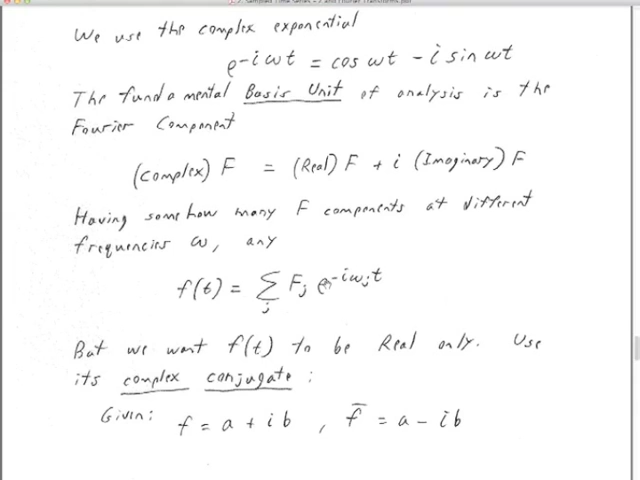 We use the complex exponential
e^-iωt = cos ωt - i sin ωt
The fundamental Basis Unit of analysis is the
Fourier Component
(complex) F = (Real) F + i (Imaginary) F
Having somehow many F components at different
frequencies ω, any
f(t) = ∑_j F_j e^-iω_jt
But we want f(t) to be Real only. Use
its complex conjugate :
Given: f = a + ib , f̅ = a - ib